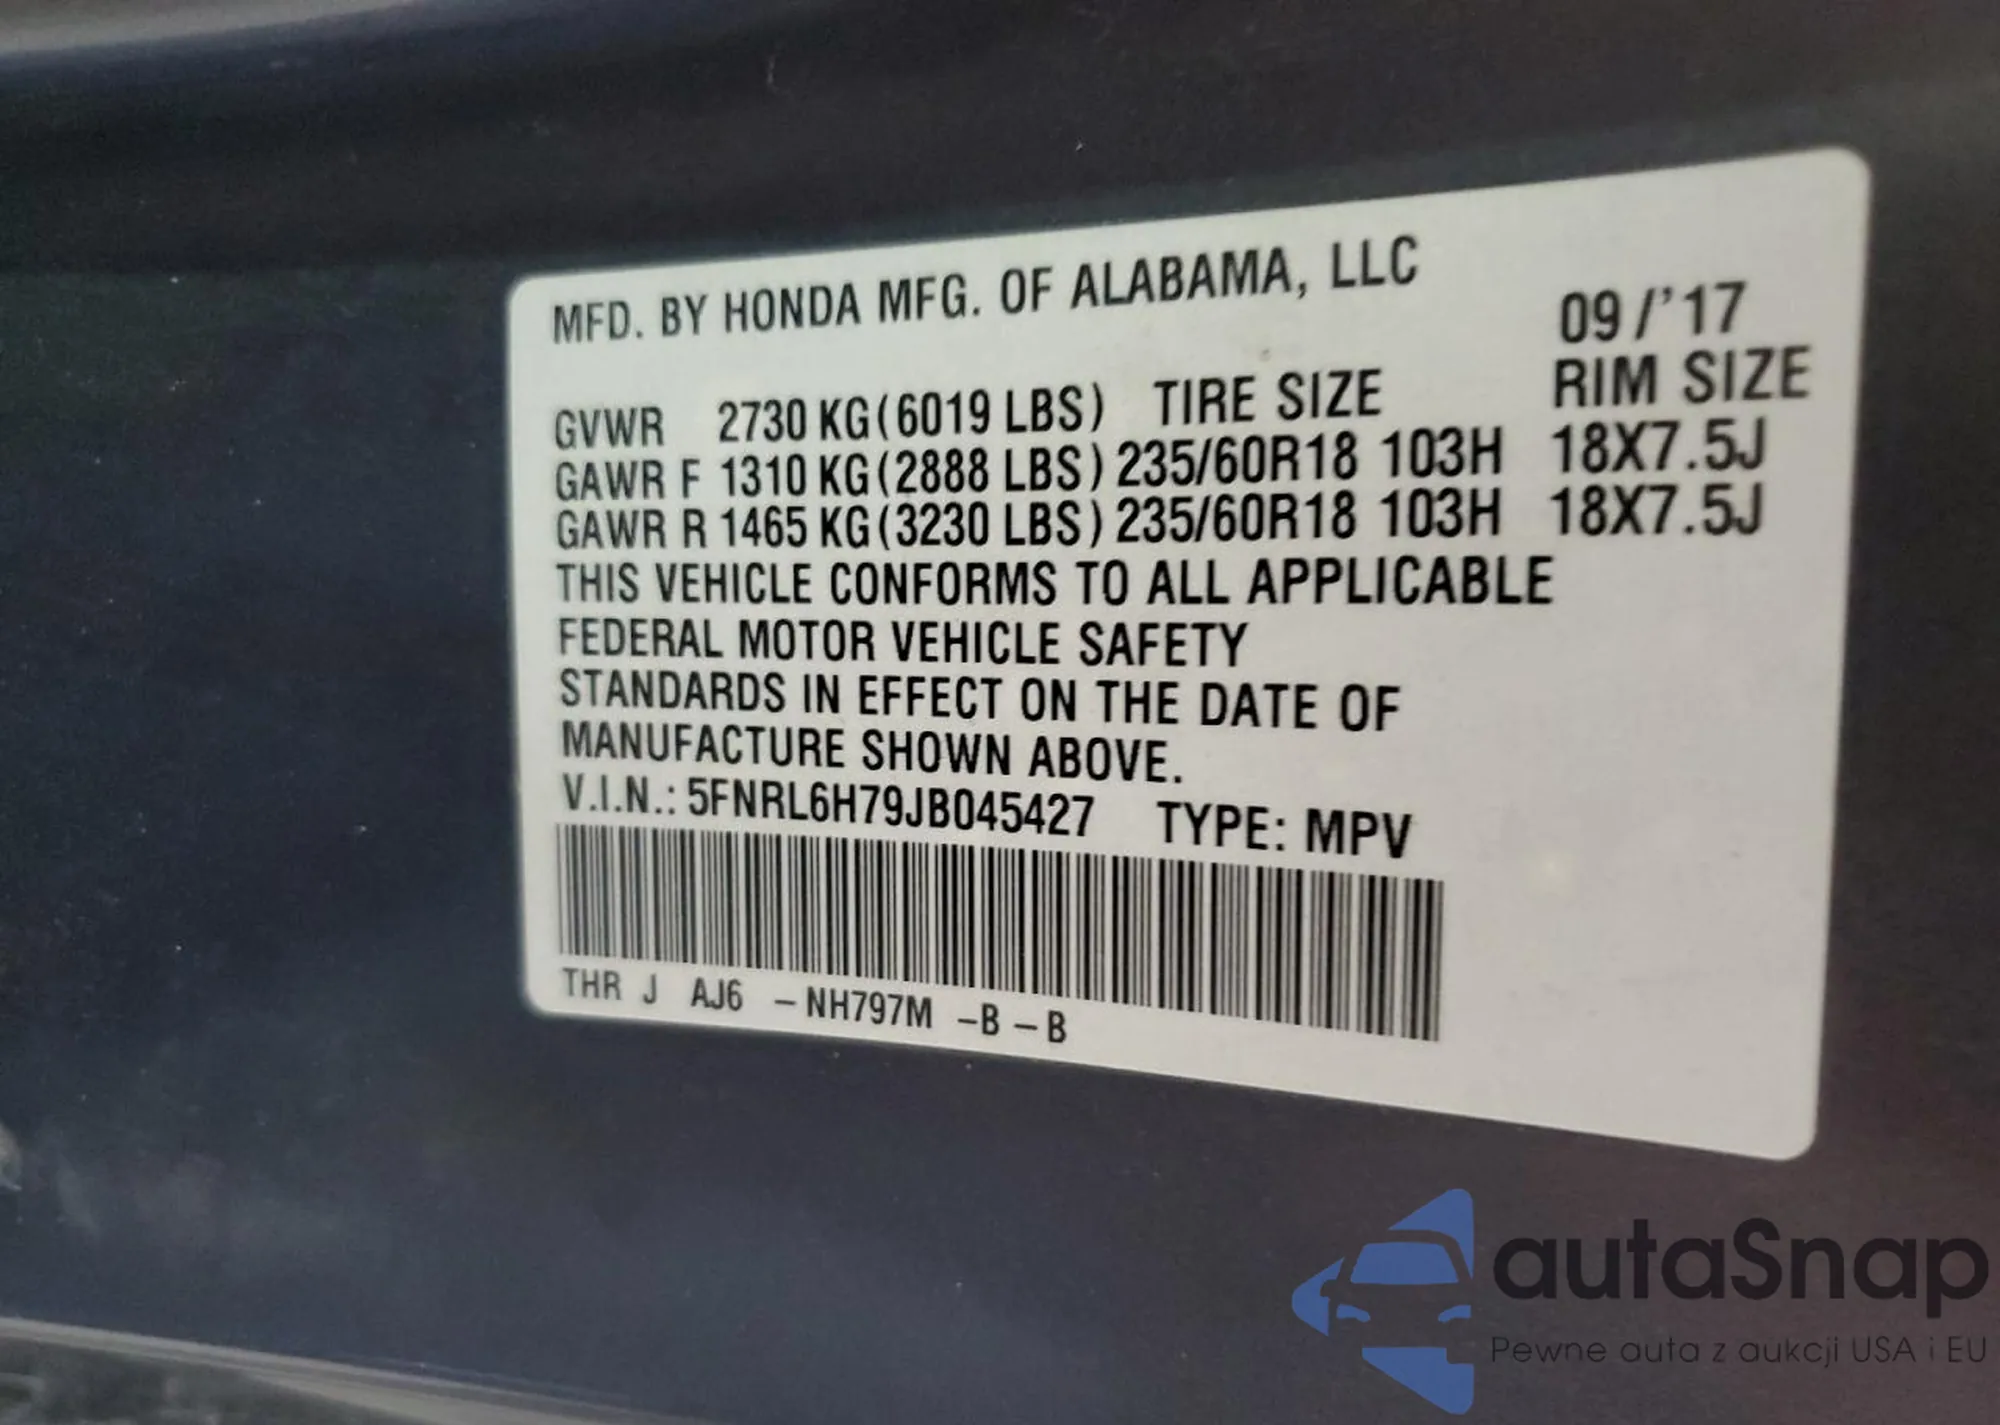 MFD. BY HONDA MFG. OF ALABAMA, LLC
09/'17
GVWR 2730 KG(6019 LBS) TIRE SIZE RIM SIZE
GAWR F 1310 KG(2888 LBS) 235/60R18 103H 18X7.5J
GAWR R 1465 KG(3230 LBS) 235/60R18 103H 18X7.5J
THIS VEHICLE CONFORMS TO ALL APPLICABLE
FEDERAL MOTOR VEHICLE SAFETY
STANDARDS IN EFFECT ON THE DATE OF
MANUFACTURE SHOWN ABOVE.
V.I.N.: 5FNRL6H79JB045427 TYPE: MPV
THR J AJ6 -NH797M -B-B
autaSnap
Pewne auta z aukcji USA i EU